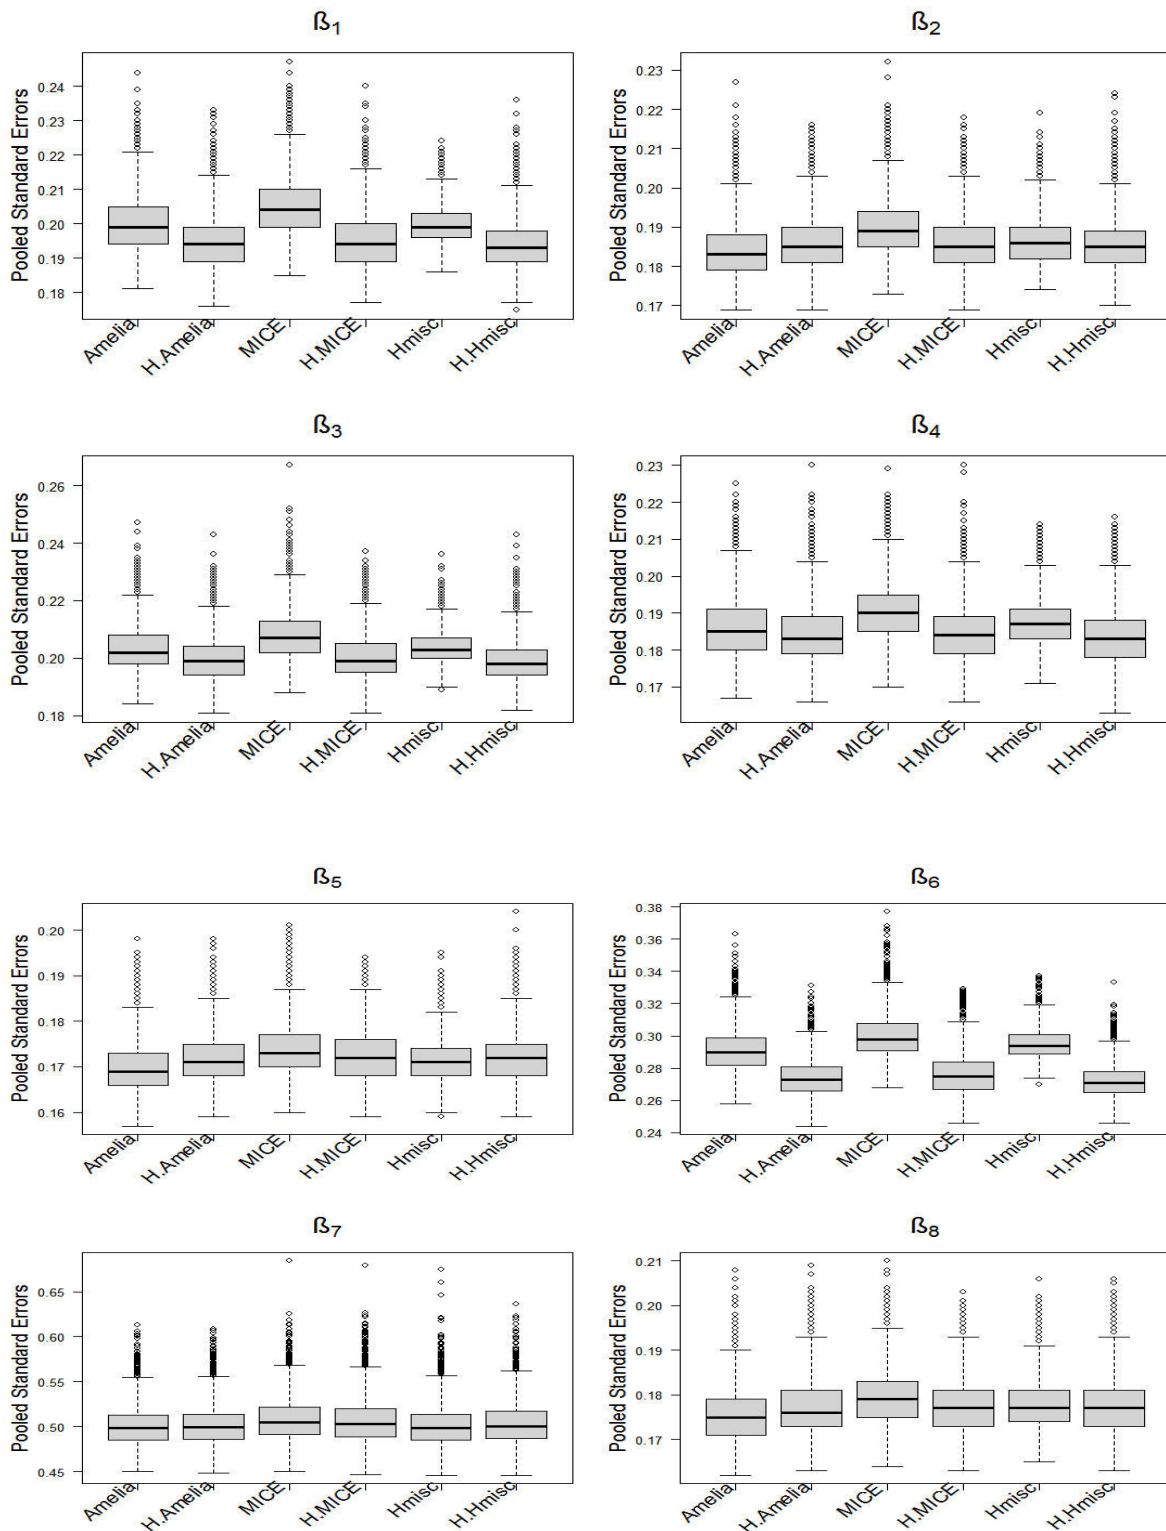 ß1
Pooled Standard Errors
0.24
0.23
0.22
0.21
0.20
0.19
0.18
Amelia
H.Amelia
MICE
H.MICE
Hmisc
H.Hmisc
ß2
Pooled Standard Errors
0.23
0.22
0.21
0.20
0.19
0.18
0.17
Amelia
H.Amelia
MICE
H.MICE
Hmisc
H.Hmisc
ß3
Pooled Standard Errors
0.26
0.24
0.22
0.20
0.18
Amelia
H.Amelia
MICE
H.MICE
Hmisc
H.Hmisc
ß4
Pooled Standard Errors
0.23
0.22
0.21
0.20
0.19
0.18
0.17
Amelia
H.Amelia
MICE
H.MICE
Hmisc
H.Hmisc
ß5
Pooled Standard Errors
0.20
0.19
0.18
0.17
0.16
Amelia
H.Amelia
MICE
H.MICE
Hmisc
H.Hmisc
ß6
Pooled Standard Errors
0.38
0.36
0.34
0.32
0.30
0.28
0.26
0.24
Amelia
H.Amelia
MICE
H.MICE
Hmisc
H.Hmisc
ß7
Pooled Standard Errors
0.65
0.60
0.55
0.50
0.45
Amelia
H.Amelia
MICE
H.MICE
Hmisc
H.Hmisc
ß8
Pooled Standard Errors
0.21
0.20
0.19
0.18
0.17
Amelia
H.Amelia
MICE
H.MICE
Hmisc
H.Hmisc